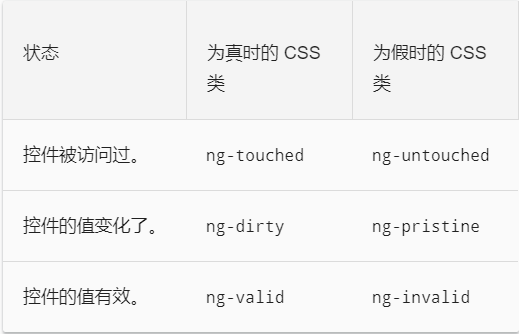 状态
为真时的 CSS
类
为假时的 CSS
类
控件被访问过。
ng-touched
ng-untouched
控件的值变化了。
ng-dirty
ng-pristine
控件的值有效。
ng-valid
ng-invalid